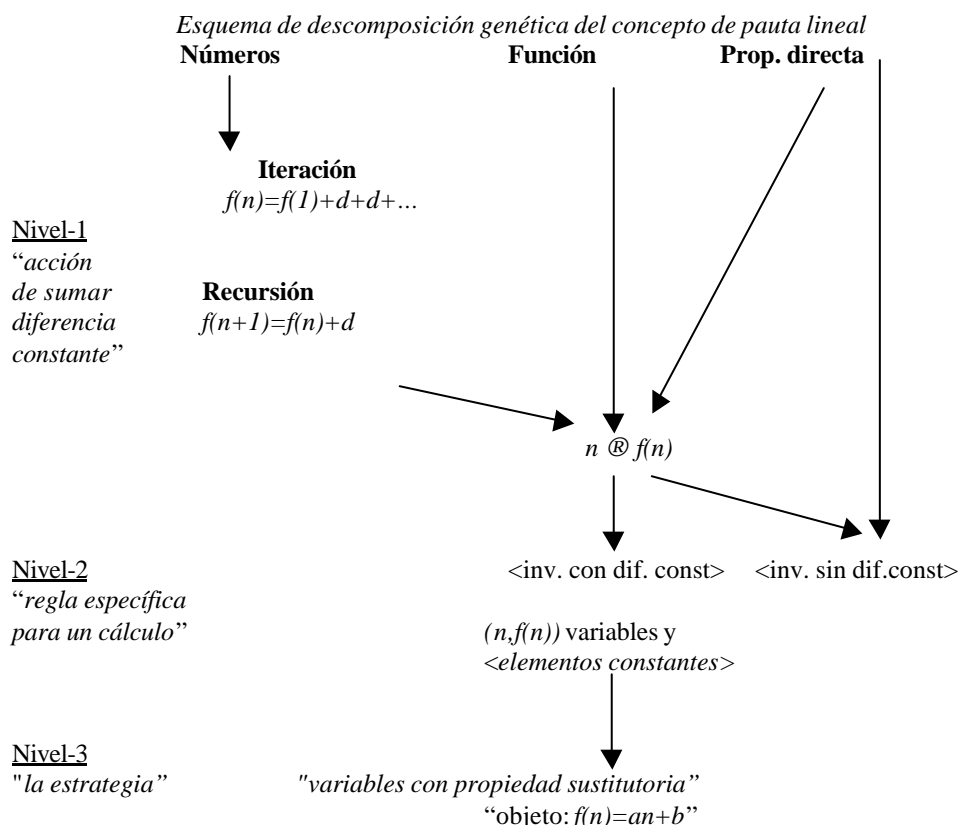 Esquema de descomposición genética del concepto de pauta lineal
Números Función Prop. directa
Iteración
f(n)=f(1)+d+d+...
Nivel-1
“acción
de sumar
diferencia
constante”
Recursión
f(n+1)=f(n)+d
n ® f(n)
Nivel-2
“regla específica
para un cálculo”
<inv. con dif. const> <inv. sin dif.const>
(n,f(n)) variables y
<elementos constantes>
Nivel-3
"la estrategia”
"variables con propiedad sustitutoria”
“objeto: f(n)=an+b”